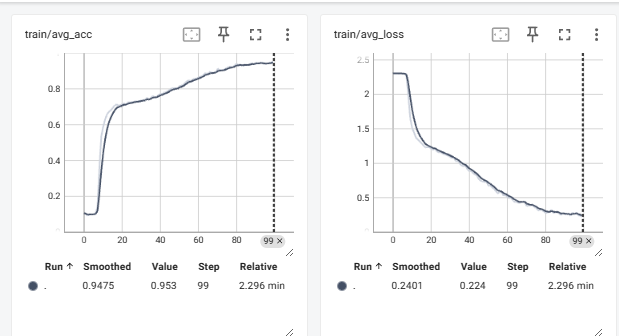 train/avg_acc
0.8
0.6
0.4
0.2
0 20 40 60 80 99 ×
Run ↑ Smoothed Value Step Relative
. 0.9475 0.953 99 2.296 min
train/avg_loss
2.5
2
1.5
1
0.5
0 20 40 60 80 99 ×
Run ↑ Smoothed Value Step Relative
. 0.2401 0.224 99 2.296 min